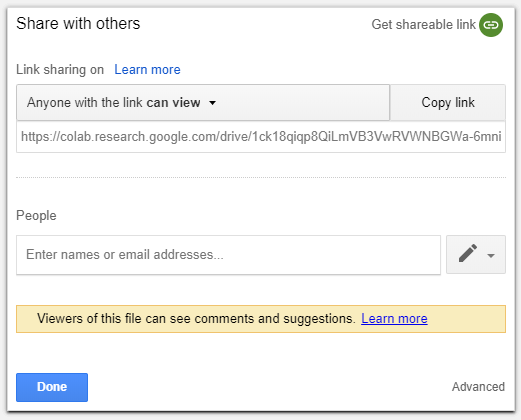 Share with others
Get shareable link
Link sharing on Learn more
Anyone with the link can view
Copy link
https://colab.research.google.com/drive/1ck18qiqp8QiLmVB3VwRVWNBGWa-6mni
People
Enter names or email addresses...
Viewers of this file can see comments and suggestions. Learn more
Done
Advanced